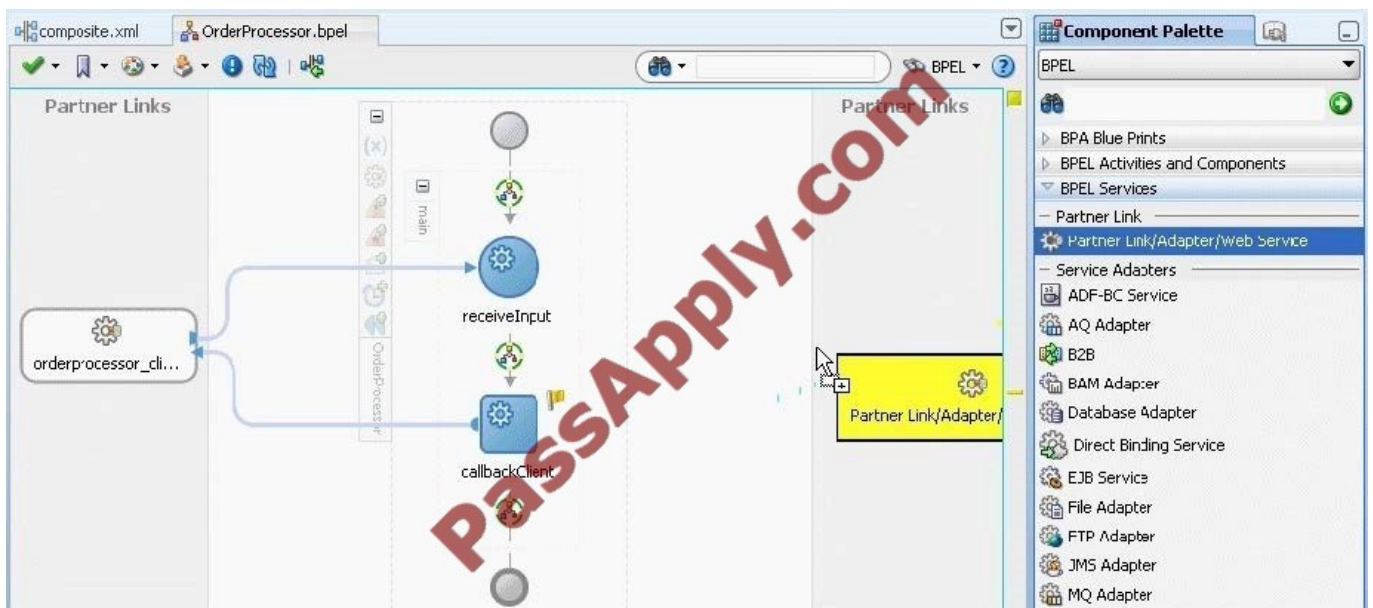 composite.xml
OrderProcessor.bpel
Component Palette
BPEL
BPEL
Partner Links
Partner Links
main
OrderProcessor
receiveInput
callbackClient
orderprocessor_cli...
Partner Link/Adapter/
PassApply.com
BPA Blue Prints
BPEL Activities and Components
BPEL Services
Partner Link
Partner Link/Adapter/Web Service
Service Adapters
ADF-BC Service
AQ Adapter
B2B
BAM Adapter
Database Adapter
Direct Binding Service
EJB Service
File Adapter
FTP Adapter
JMS Adapter
MQ Adapter